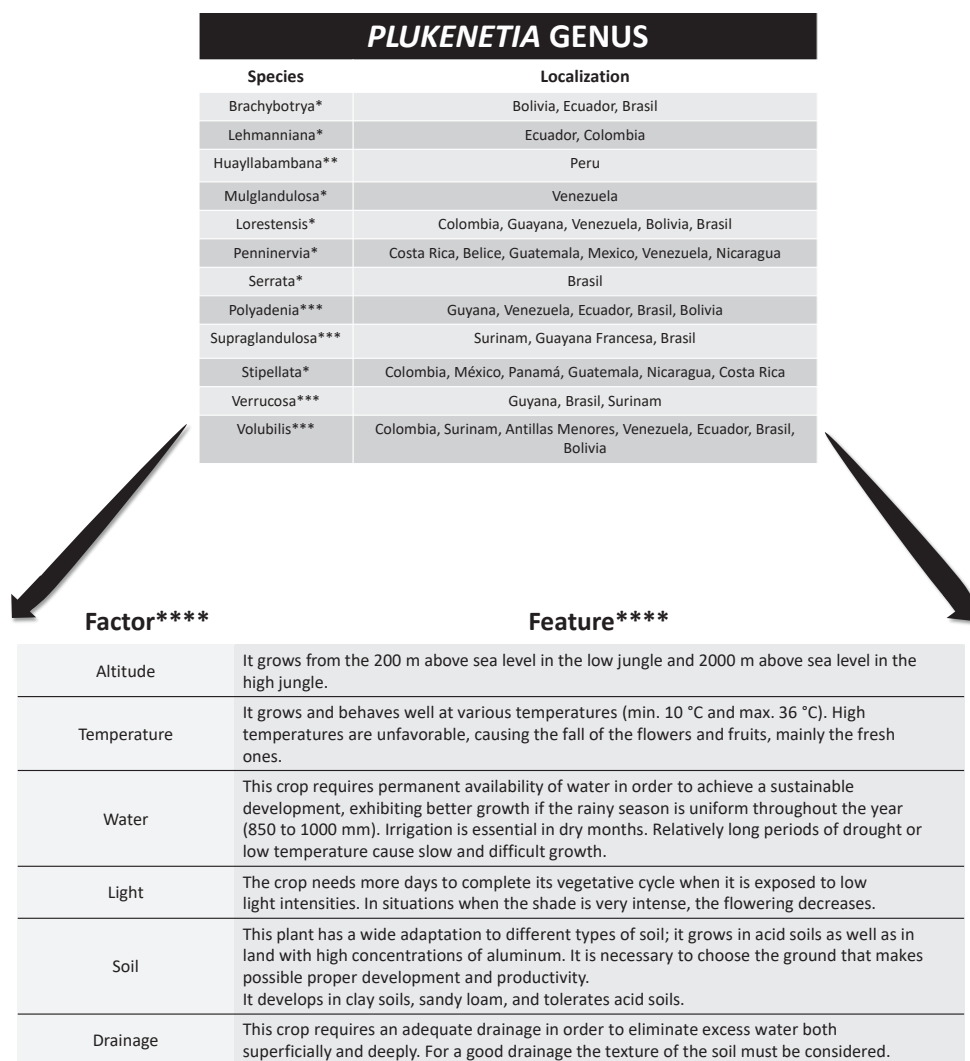 PLUKENETIA GENUS
Species Localization
Brachybotrya* Bolivia, Ecuador, Brasil
Lehmanniana* Ecuador, Colombia
Huayllabambana** Peru
Mulglandulosa* Venezuela
Lorestensis* Colombia, Guayana, Venezuela, Bolivia, Brasil
Penninervia* Costa Rica, Belice, Guatemala, Mexico, Venezuela, Nicaragua
Serrata* Brasil
Polyadenia*** Guyana, Venezuela, Ecuador, Brasil, Bolivia
Supraglandulosa*** Surinam, Guayana Francesa, Brasil
Stipellata* Colombia, México, Panamá, Guatemala, Nicaragua, Costa Rica
Verrucosa*** Guyana, Brasil, Surinam
Volubilis*** Colombia, Surinam, Antillas Menores, Venezuela, Ecuador, Brasil,
Bolivia
Factor**** Feature****
Altitude
It grows from the 200 m above sea level in the low jungle and 2000 m above sea level in the
high jungle.
Temperature
It grows and behaves well at various temperatures (min. 10 °C and max. 36 °C). High
temperatures are unfavorable, causing the fall of the flowers and fruits, mainly the fresh
ones.
Water
This crop requires permanent availability of water in order to achieve a sustainable
development, exhibiting better growth if the rainy season is uniform throughout the year
(850 to 1000 mm). Irrigation is essential in dry months. Relatively long periods of drought or
low temperature cause slow and difficult growth.
Light
The crop needs more days to complete its vegetative cycle when it is exposed to low
light intensities. In situations when the shade is very intense, the flowering decreases.
Soil
This plant has a wide adaptation to different types of soil; it grows in acid soils as well as in
land with high concentrations of aluminum. It is necessary to choose the ground that makes
possible proper development and productivity.
It develops in clay soils, sandy loam, and tolerates acid soils.
Drainage
This crop requires an adequate drainage in order to eliminate excess water both
superficially and deeply. For a good drainage the texture of the soil must be considered.